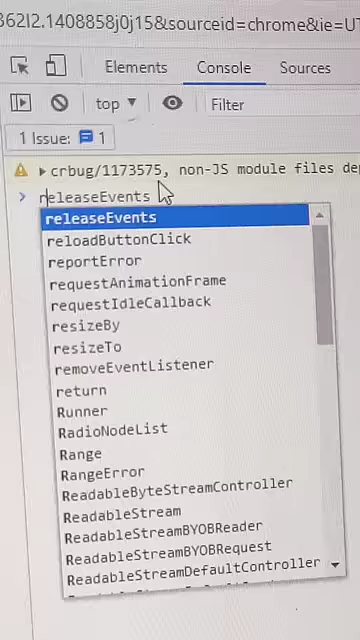 362l2.1408858j0j15&sourceid=chrome&ie=UT
Elements Console Sources
top ▼ Filter
1 Issue: 1
crbug/1173575, non-JS module files de
> releaseEvents
releaseEvents
reloadButtonClick
reportError
requestAnimationFrame
requestIdleCallback
resizeBy
resizeTo
removeEventListener
return
Runner
RadioNodeList
Range
RangeError
ReadableByteStreamController
ReadableStream
ReadableStreamBYOBReader
ReadableStreamBYOBRequest
ReadableStreamDefaultController